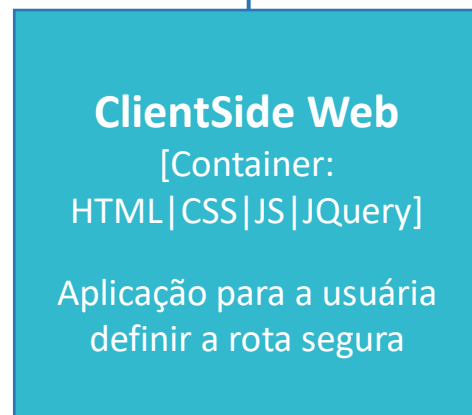 ClientSide Web
[Container:
HTML|CSS|JS|JQuery]
Aplicação para a usuária
definir a rota segura